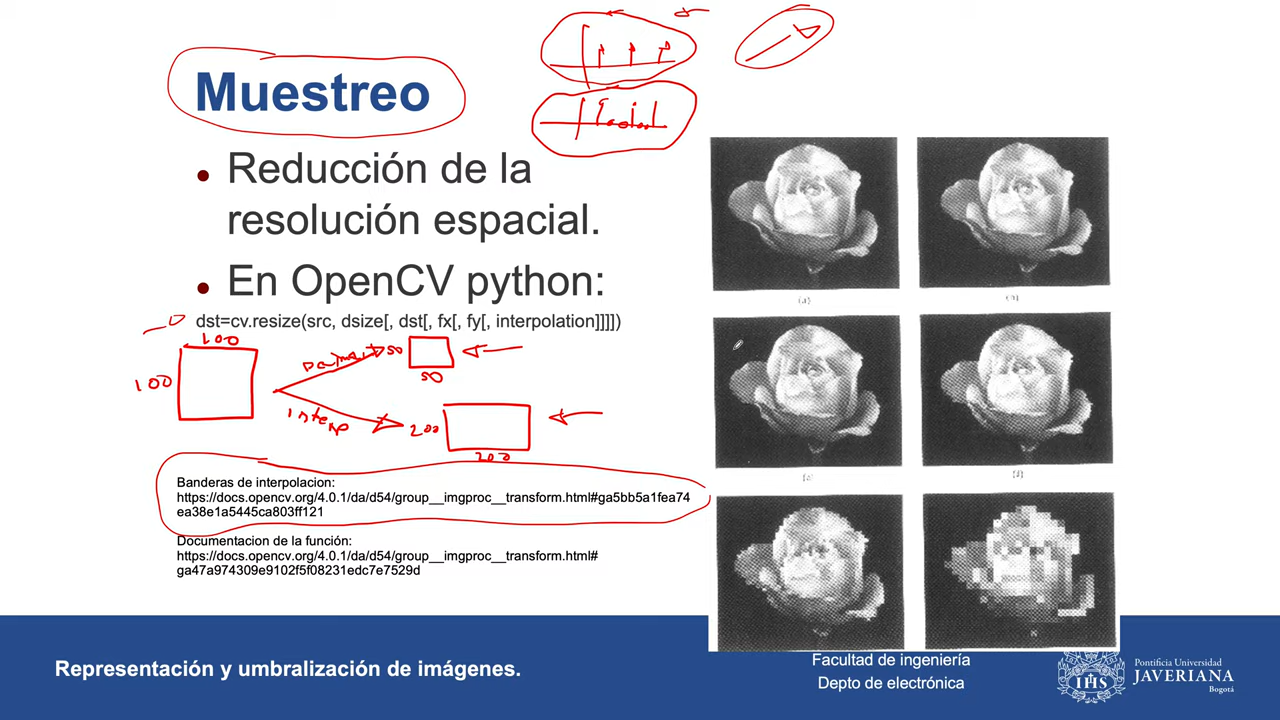 Muestreo
Reducción de la
resolución espacial.
En OpenCV python:
dst=cv.resize(src, dsize[, dst[, fx[, fy[, interpolation]]]])
100
100
50
50
200
200
Banderas de interpolacion:
https://docs.opencv.org/4.0.1/da/d54/group__imgproc__transform.html#ga5bb5a1fea74
ea38e1a5445ca803ff121
Documentacion de la función:
https://docs.opencv.org/4.0.1/da/d54/group__imgproc__transform.html#
ga47a974309e9102f5f08231edc7e7529d
(a)
(d)
Representación y umbralización de imágenes.
Facultad de ingeniería
Depto de electrónica
IHS
Pontificia Universidad
JAVERIANA
Bogotá